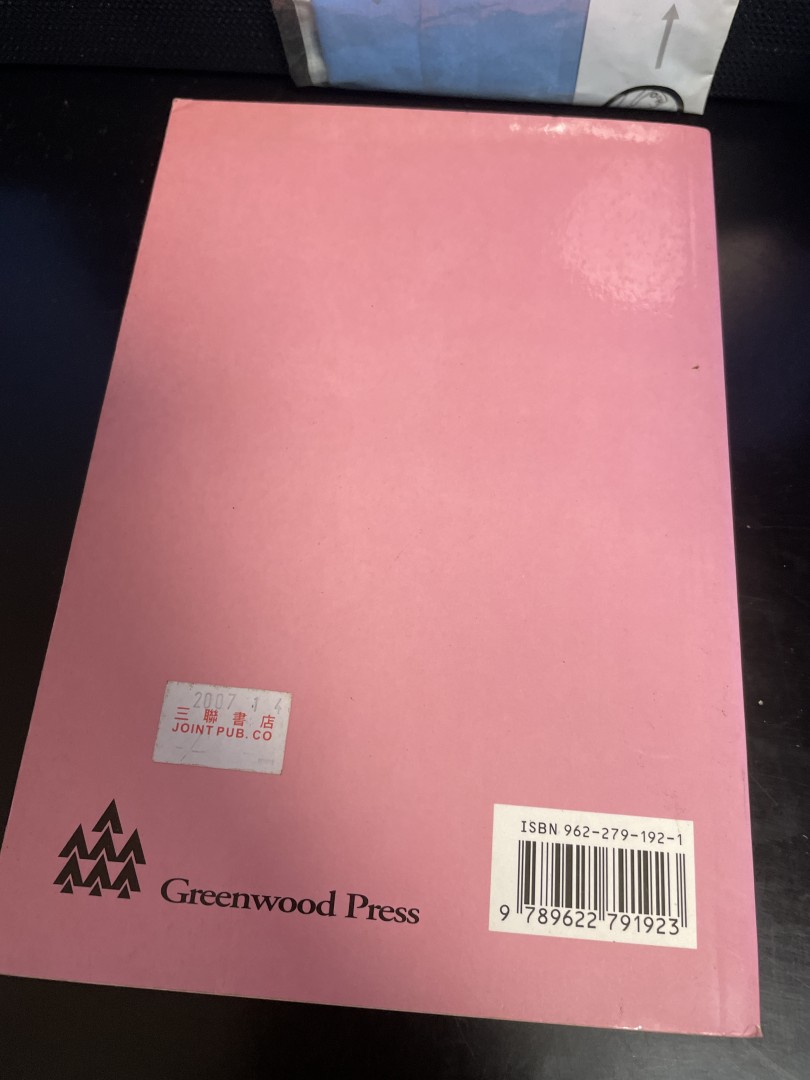 2007 1 4
三聯書店
JOINT PUB. CO
Greenwood Press
ISBN 962-279-192-1
9 789622 791923